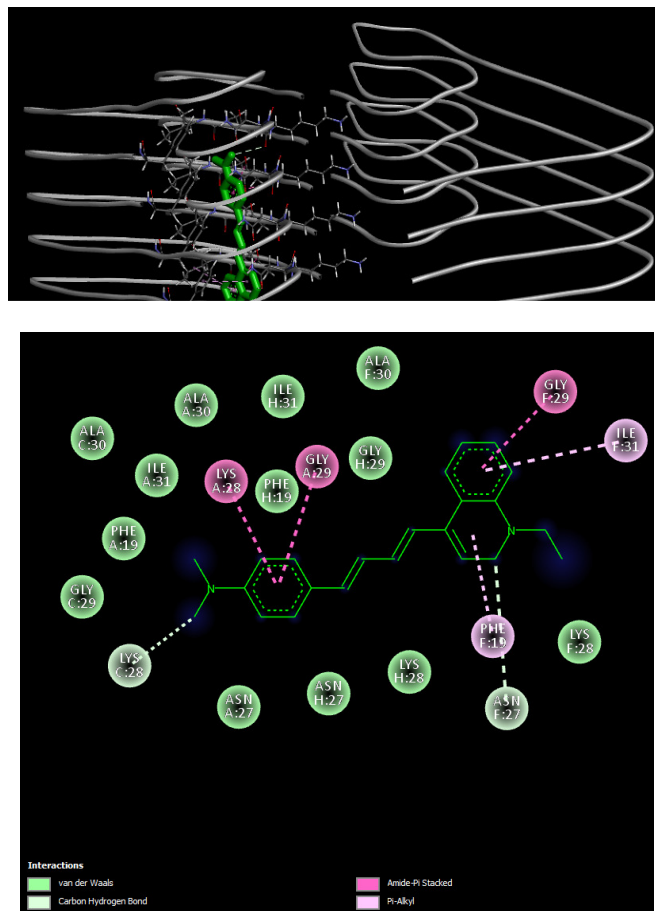 ALA
F:30
GLY
F:29
ILE
H:31
ALA
A:30
ALA
C:30
ILE
F:31
GLY
H:29
GLY
A:29
ILE
A:31
LYS
A:28
PHE
H:19
PHE
A:19
N
GLY
C:29
N
LYS
C:28
PHE
F:19
LYS
F:28
LYS
H:28
ASN
H:27
ASN
A:27
ASN
F:27
Interactions
van der Waals
Carbon Hydrogen Bond
Amide-Pi Stacked
Pi-Alkyl